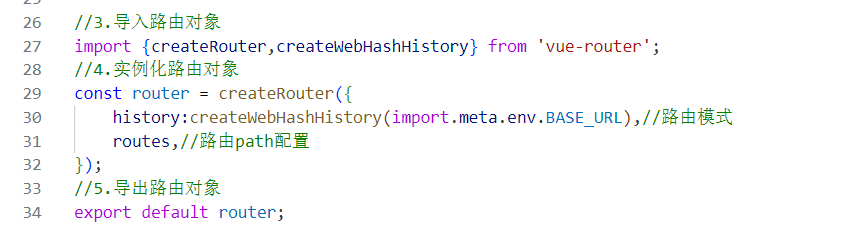 26 //3.导入路由对象
27 import {createRouter,createWebHashHistory} from 'vue-router';
28 //4.实例化路由对象
29 const router = createRouter({
30     history:createWebHashHistory(import.meta.env.BASE_URL),//路由模式
31     routes,//路由path配置
32 });
33 //5.导出路由对象
34 export default router;